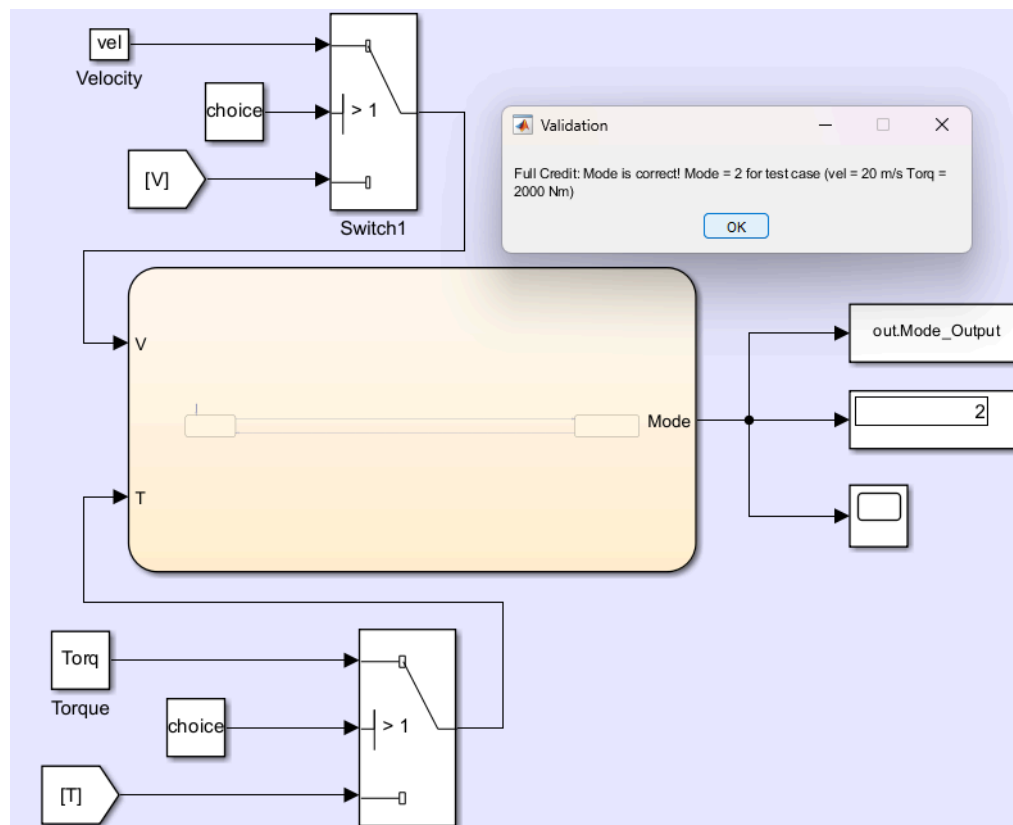 vel
Velocity
choice
> 1
[V]
Switch1
Validation
Full Credit: Mode is correct! Mode = 2 for test case (vel = 20 m/s Torq =
2000 Nm)
OK
V
T
Mode
out.Mode_Output
2
Torq
Torque
choice
> 1
[T]